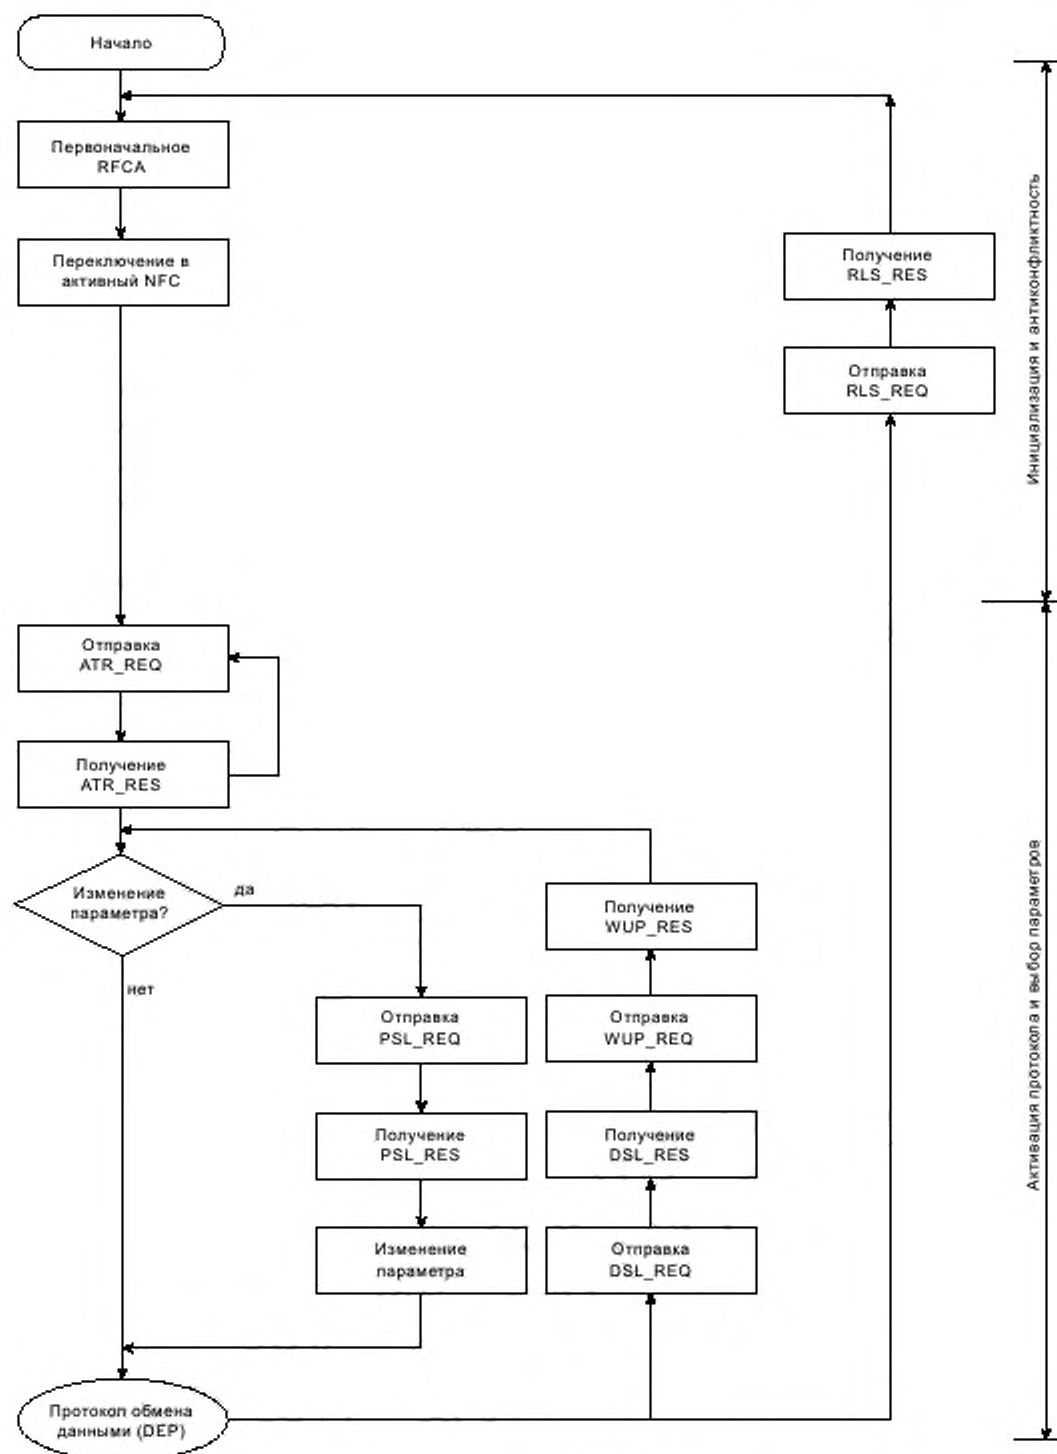 Начало
Первоначальное
RFCA
Переключение в
активный NFC
Получение
RLS_RES
Отправка
RLS_REQ
Инициализация и антиконфликтность
Отправка
ATR_REQ
Получение
ATR_RES
Изменение
параметра?
да
нет
Отправка
PSL_REQ
Получение
PSL_RES
Изменение
параметра
Получение
WUP_RES
Отправка
WUP_REQ
Получение
DSL_RES
Отправка
DSL_REQ
Активация протокола и выбор параметров
Протокол обмена
данными (DEP)